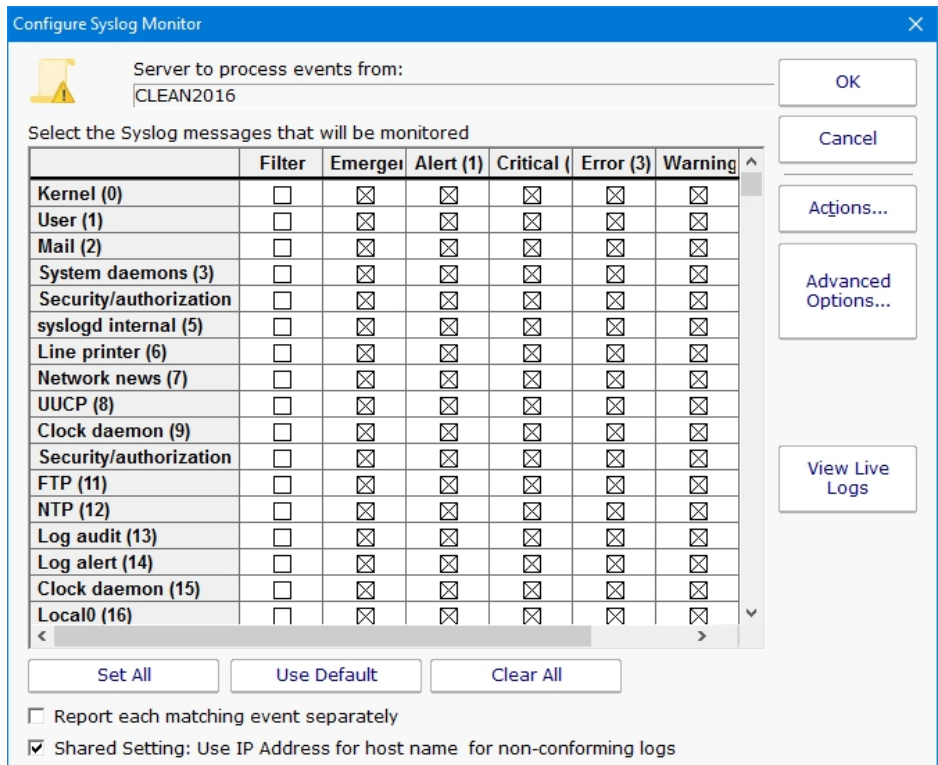 Configure Syslog Monitor
Server to process events from:
CLEAN2016
OK
Cancel
Actions...
Advanced
Options...
View Live
Logs
Select the Syslog messages that will be monitored
Filter Emerger Alert (1) Critical ( Error (3) Warning
Kernel (0)
User (1)
Mail (2)
System daemons (3)
Security/authorization
syslogd internal (5)
Line printer (6)
Network news (7)
UUCP (8)
Clock daemon (9)
Security/authorization
FTP (11)
NTP (12)
Log audit (13)
Log alert (14)
Clock daemon (15)
Local0 (16)
Set All Use Default Clear All
Report each matching event separately
Shared Setting: Use IP Address for host name for non-conforming logs